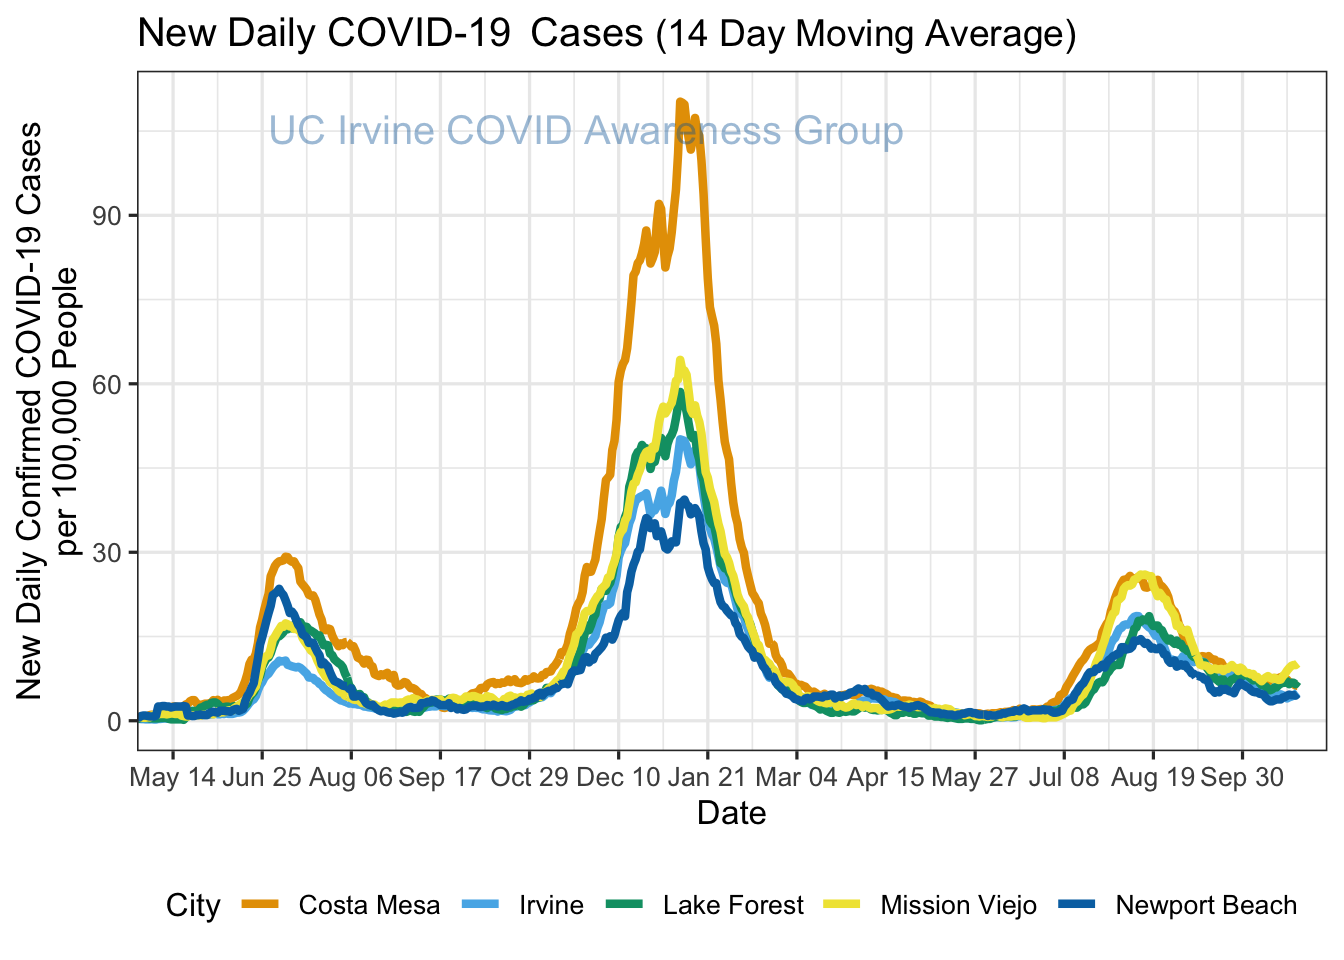 New Daily COVID-19 Cases (14 Day Moving Average)
UC Irvine COVID Awareness Group
New Daily Confirmed COVID-19 Cases
per 100,000 People
90
60
30
0
May 14 Jun 25 Aug 06 Sep 17 Oct 29 Dec 10 Jan 21 Mar 04 Apr 15 May 27 Jul 08 Aug 19 Sep 30
Date
City Costa Mesa Irvine Lake Forest Mission Viejo Newport Beach